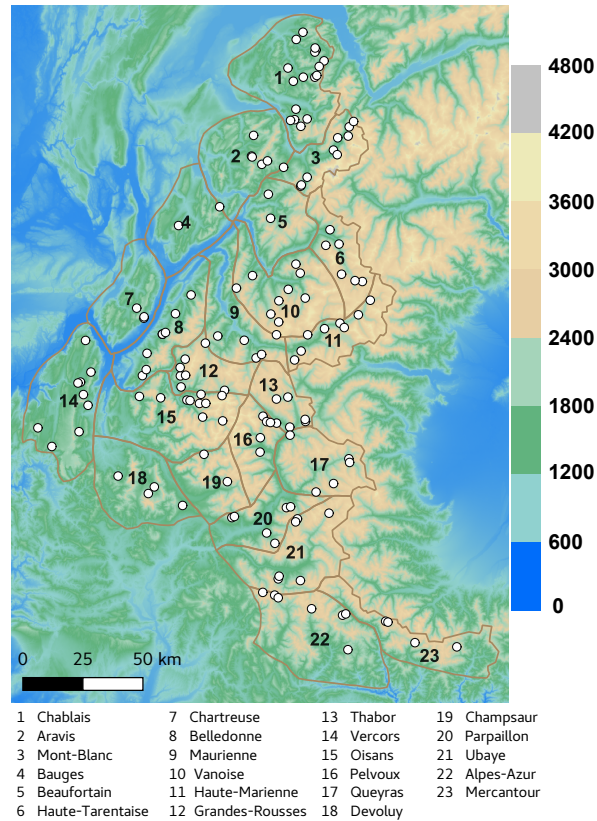 4800
4200
3600
3000
2400
1800
1200
600
0
1
2
3
4
5
6
7
8
9
10
11
12
13
14
15
16
17
18
19
20
21
22
23
0 25 50 km
1 Chablais
2 Aravis
3 Mont-Blanc
4 Bauges
5 Beaufortain
6 Haute-Tarentaise
7 Chartreuse
8 Belledonne
9 Maurienne
10 Vanoise
11 Haute-Marienne
12 Grandes-Rousses
13 Thabor
14 Vercors
15 Oisans
16 Pelvoux
17 Queyras
18 Devoluy
19 Champsaur
20 Parpaillon
21 Ubaye
22 Alpes-Azur
23 Mercantour